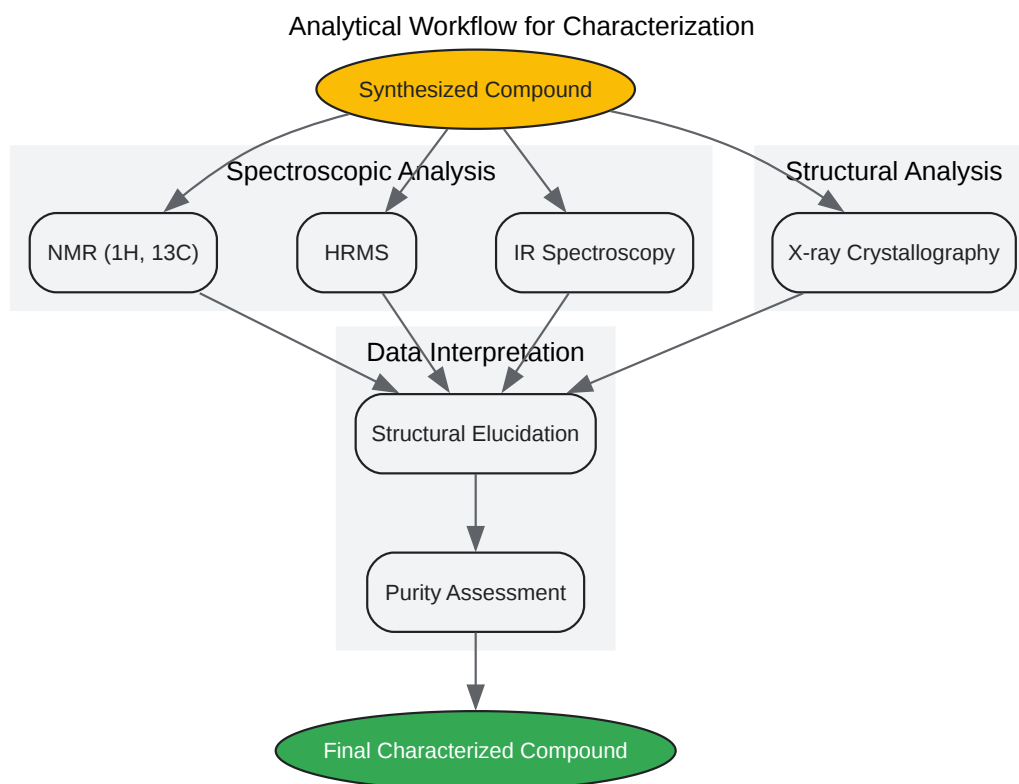 Analytical Workflow for Characterization
Synthesized Compound
Spectroscopic Analysis
Structural Analysis
NMR (1H, 13C)
HRMS
IR Spectroscopy
X-ray Crystallography
Data Interpretation
Structural Elucidation
Purity Assessment
Final Characterized Compound